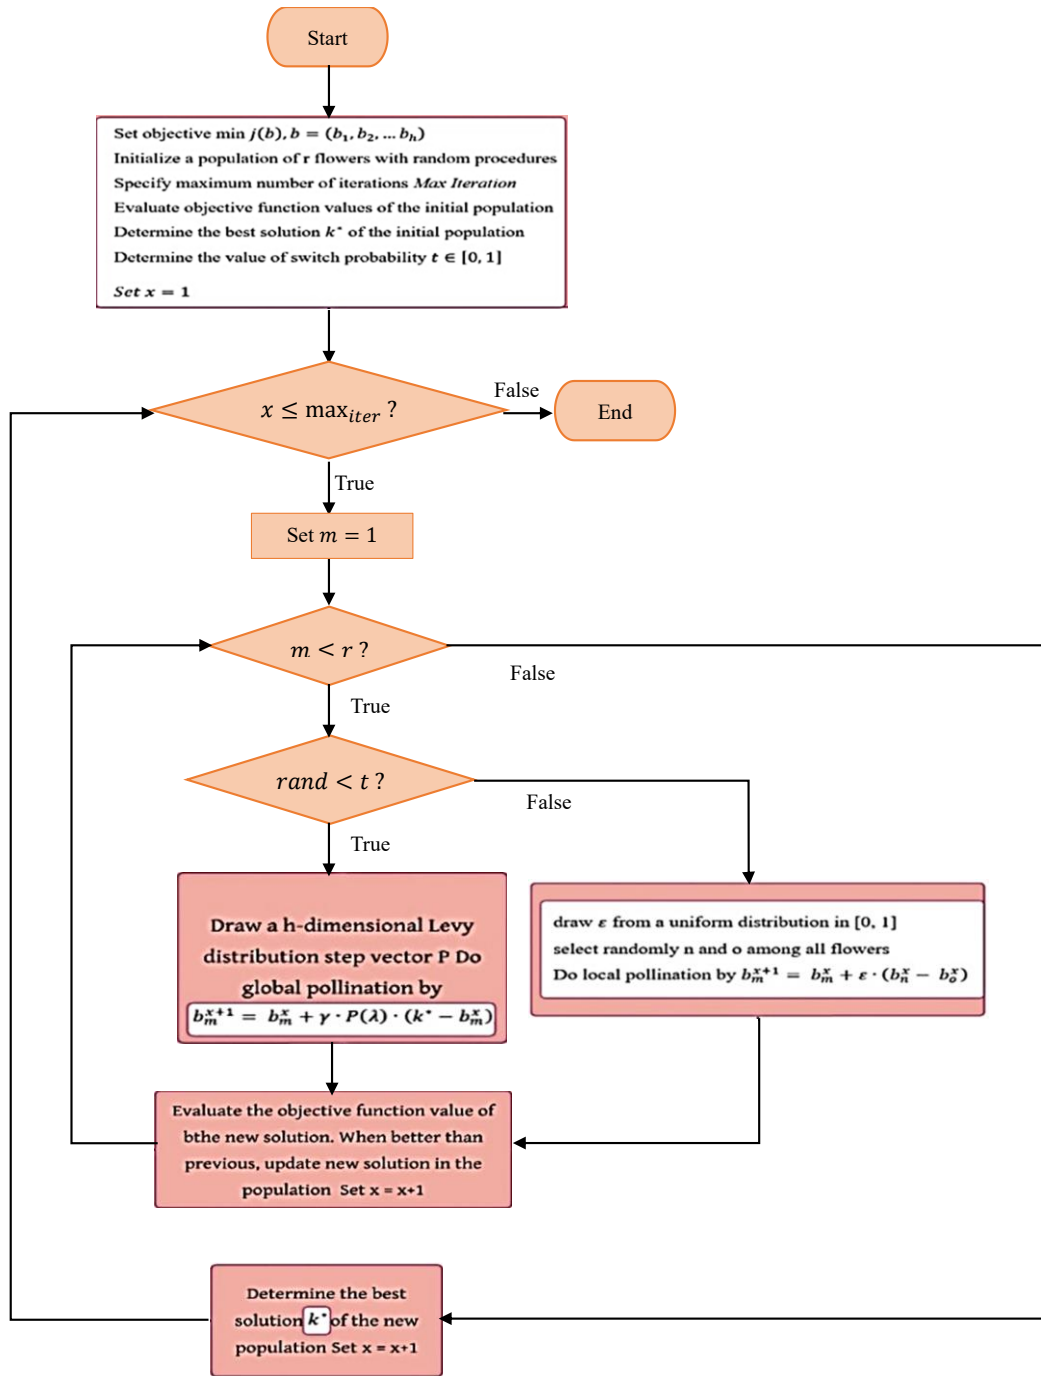 Start
Set objective min j(b), b = (b₁, b₂, … bₕ)
Initialize a population of r flowers with random procedures
Specify maximum number of iterations Max Iteration
Evaluate objective function values of the initial population
Determine the best solution k* of the initial population
Determine the value of switch probability t ∈ [0, 1]
Set x = 1
x ≤ max_iter ?
False
End
True
Set m = 1
m < r ?
False
True
rand < t ?
False
True
Draw a h-dimensional Levy
distribution step vector P Do
global pollination by
b_m^{x+1} = b_m^x + γ · P(λ) · (k* − b_m^x)
draw ε from a uniform distribution in [0, 1]
select randomly n and o among all flowers
Do local pollination by b_m^{x+1} = b_m^x + ε · (b_n^x − b_o^x)
Evaluate the objective function value of
bthe new solution. When better than
previous, update new solution in the
population Set x = x+1
Determine the best
solution k* of the new
population Set x = x+1